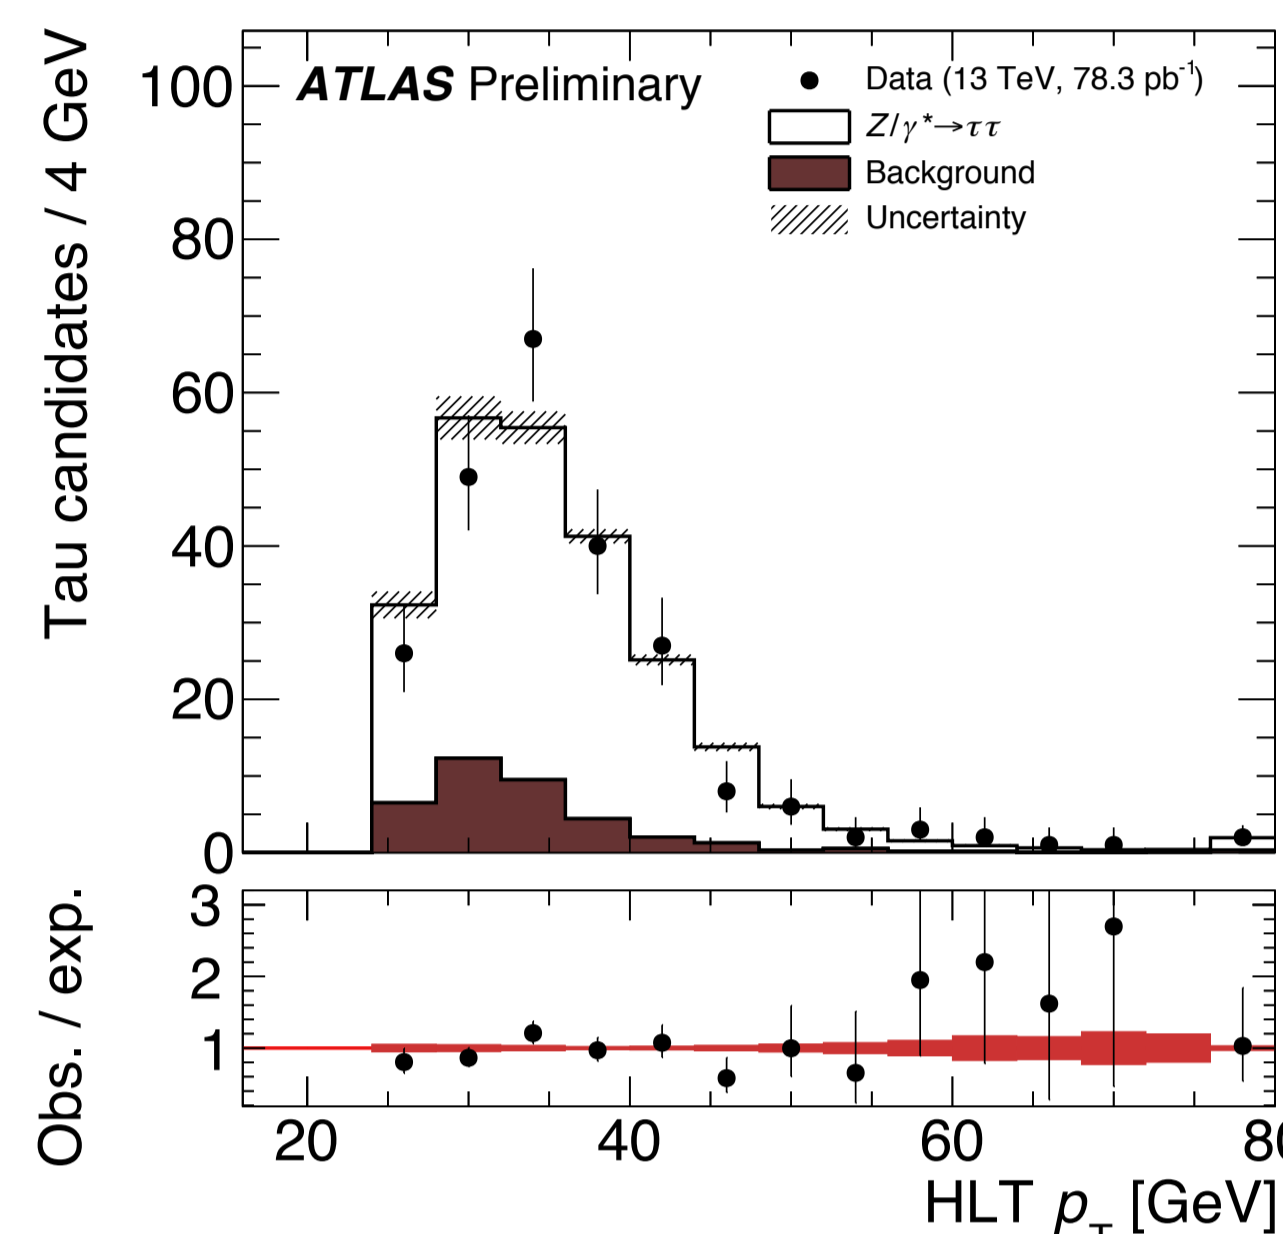 Tau candidates / 4 GeV
100
80
60
40
20
0
ATLAS Preliminary
Data (13 TeV, 78.3 pb⁻¹)
Z/γ*→ττ
Background
Uncertainty
Obs. / exp.
3
2
1
20 40 60 80
HLT p_T [GeV]